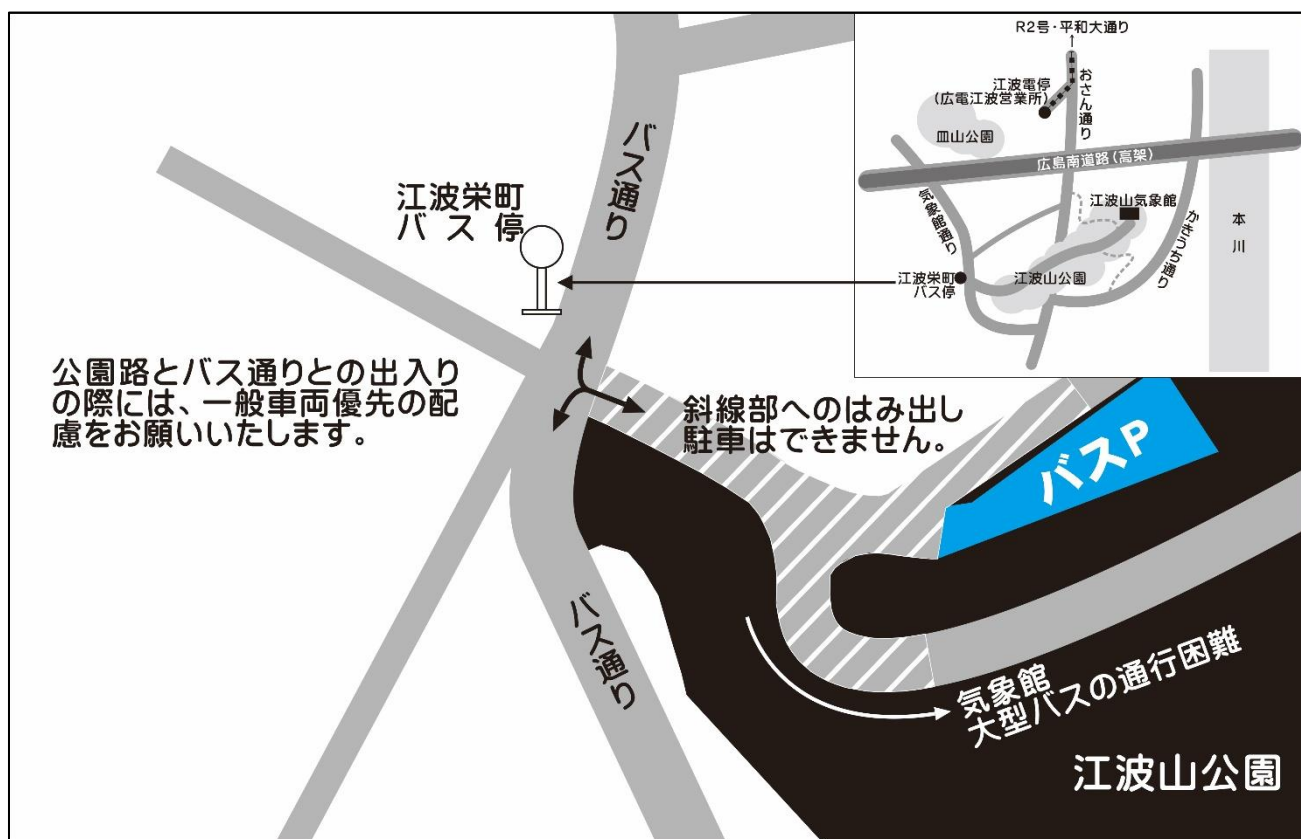 R2号・平和大通り
江波電停
(広電江波営業所)
おさん通り
皿山公園
広島南道路(高架)
気象館通り
江波山気象館
かきうち通り
本川
江波栄町
バス停
江波山公園
バス通り
江波栄町
バス停
公園路とバス通りとの出入り
の際には、一般車両優先の配
慮をお願いいたします。
斜線部へのはみ出し
駐車はできません。
バスP
バス通り
気象館
大型バスの通行困難
江波山公園